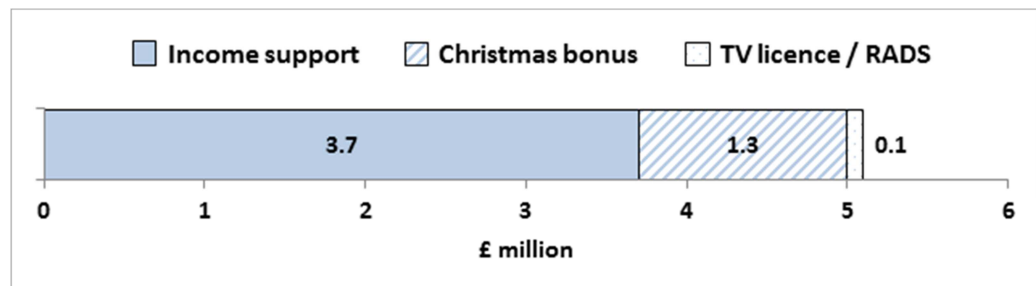 Income support Christmas bonus TV licence / RADS
3.7 1.3 0.1
0 1 2 3 4 5 6
£ million